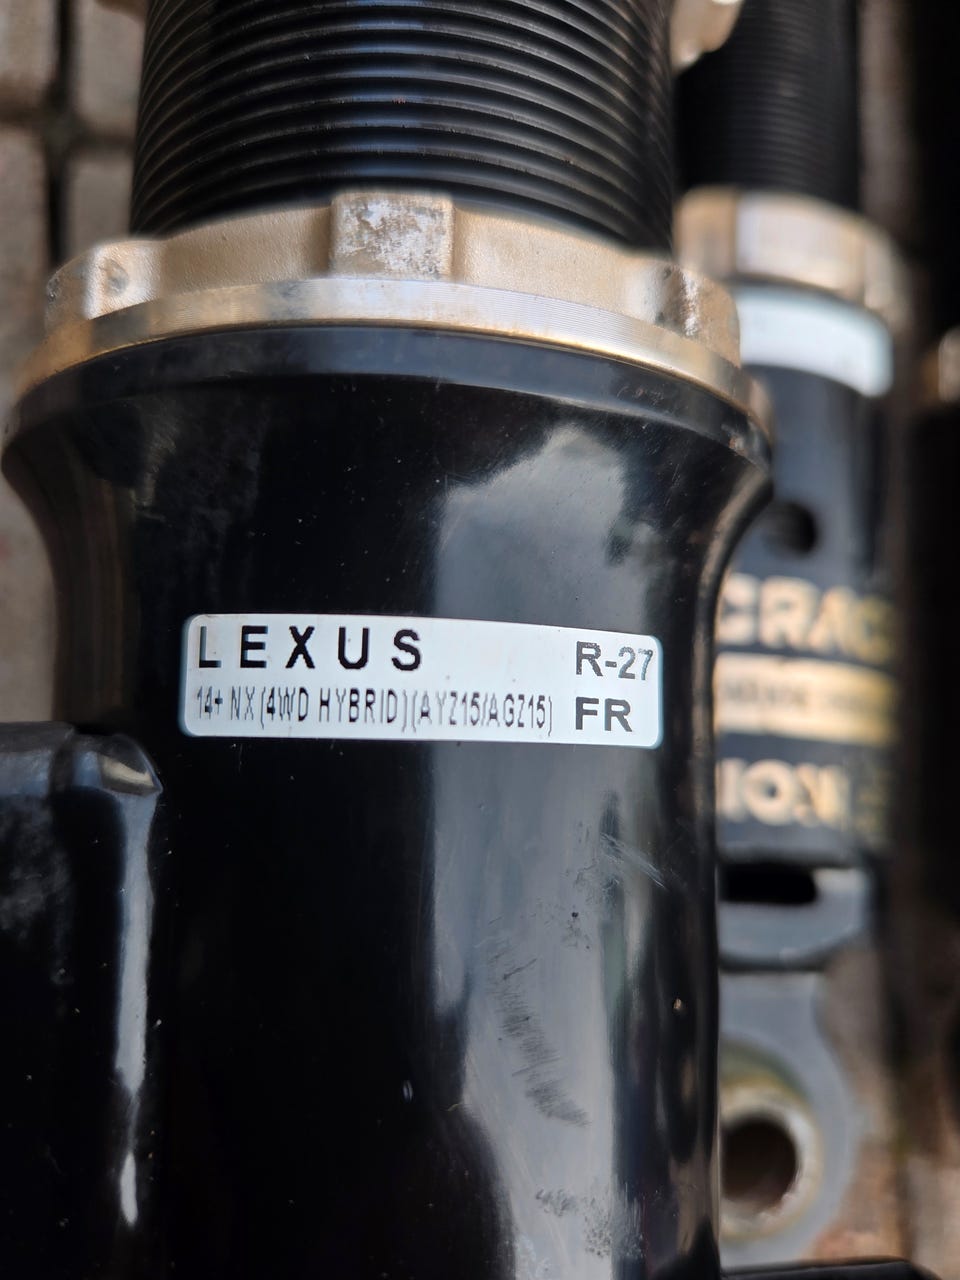 LEXUS R-27
14+ NX(4WD HYBRID)(AYZ15/AGZ15) FR